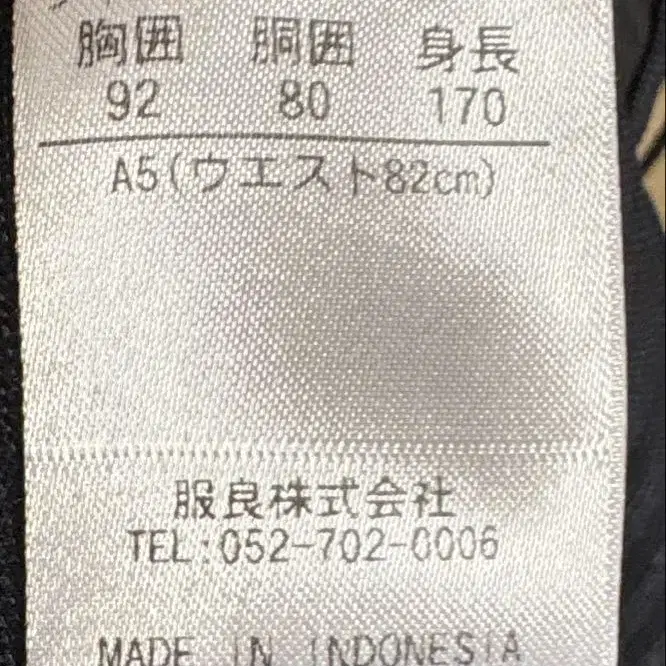 胸囲 胴囲 身長
92 80 170
A5(ウエスト82cm)
服良株式会社
TEL:052-702-0006
MADE IN INDONESIA